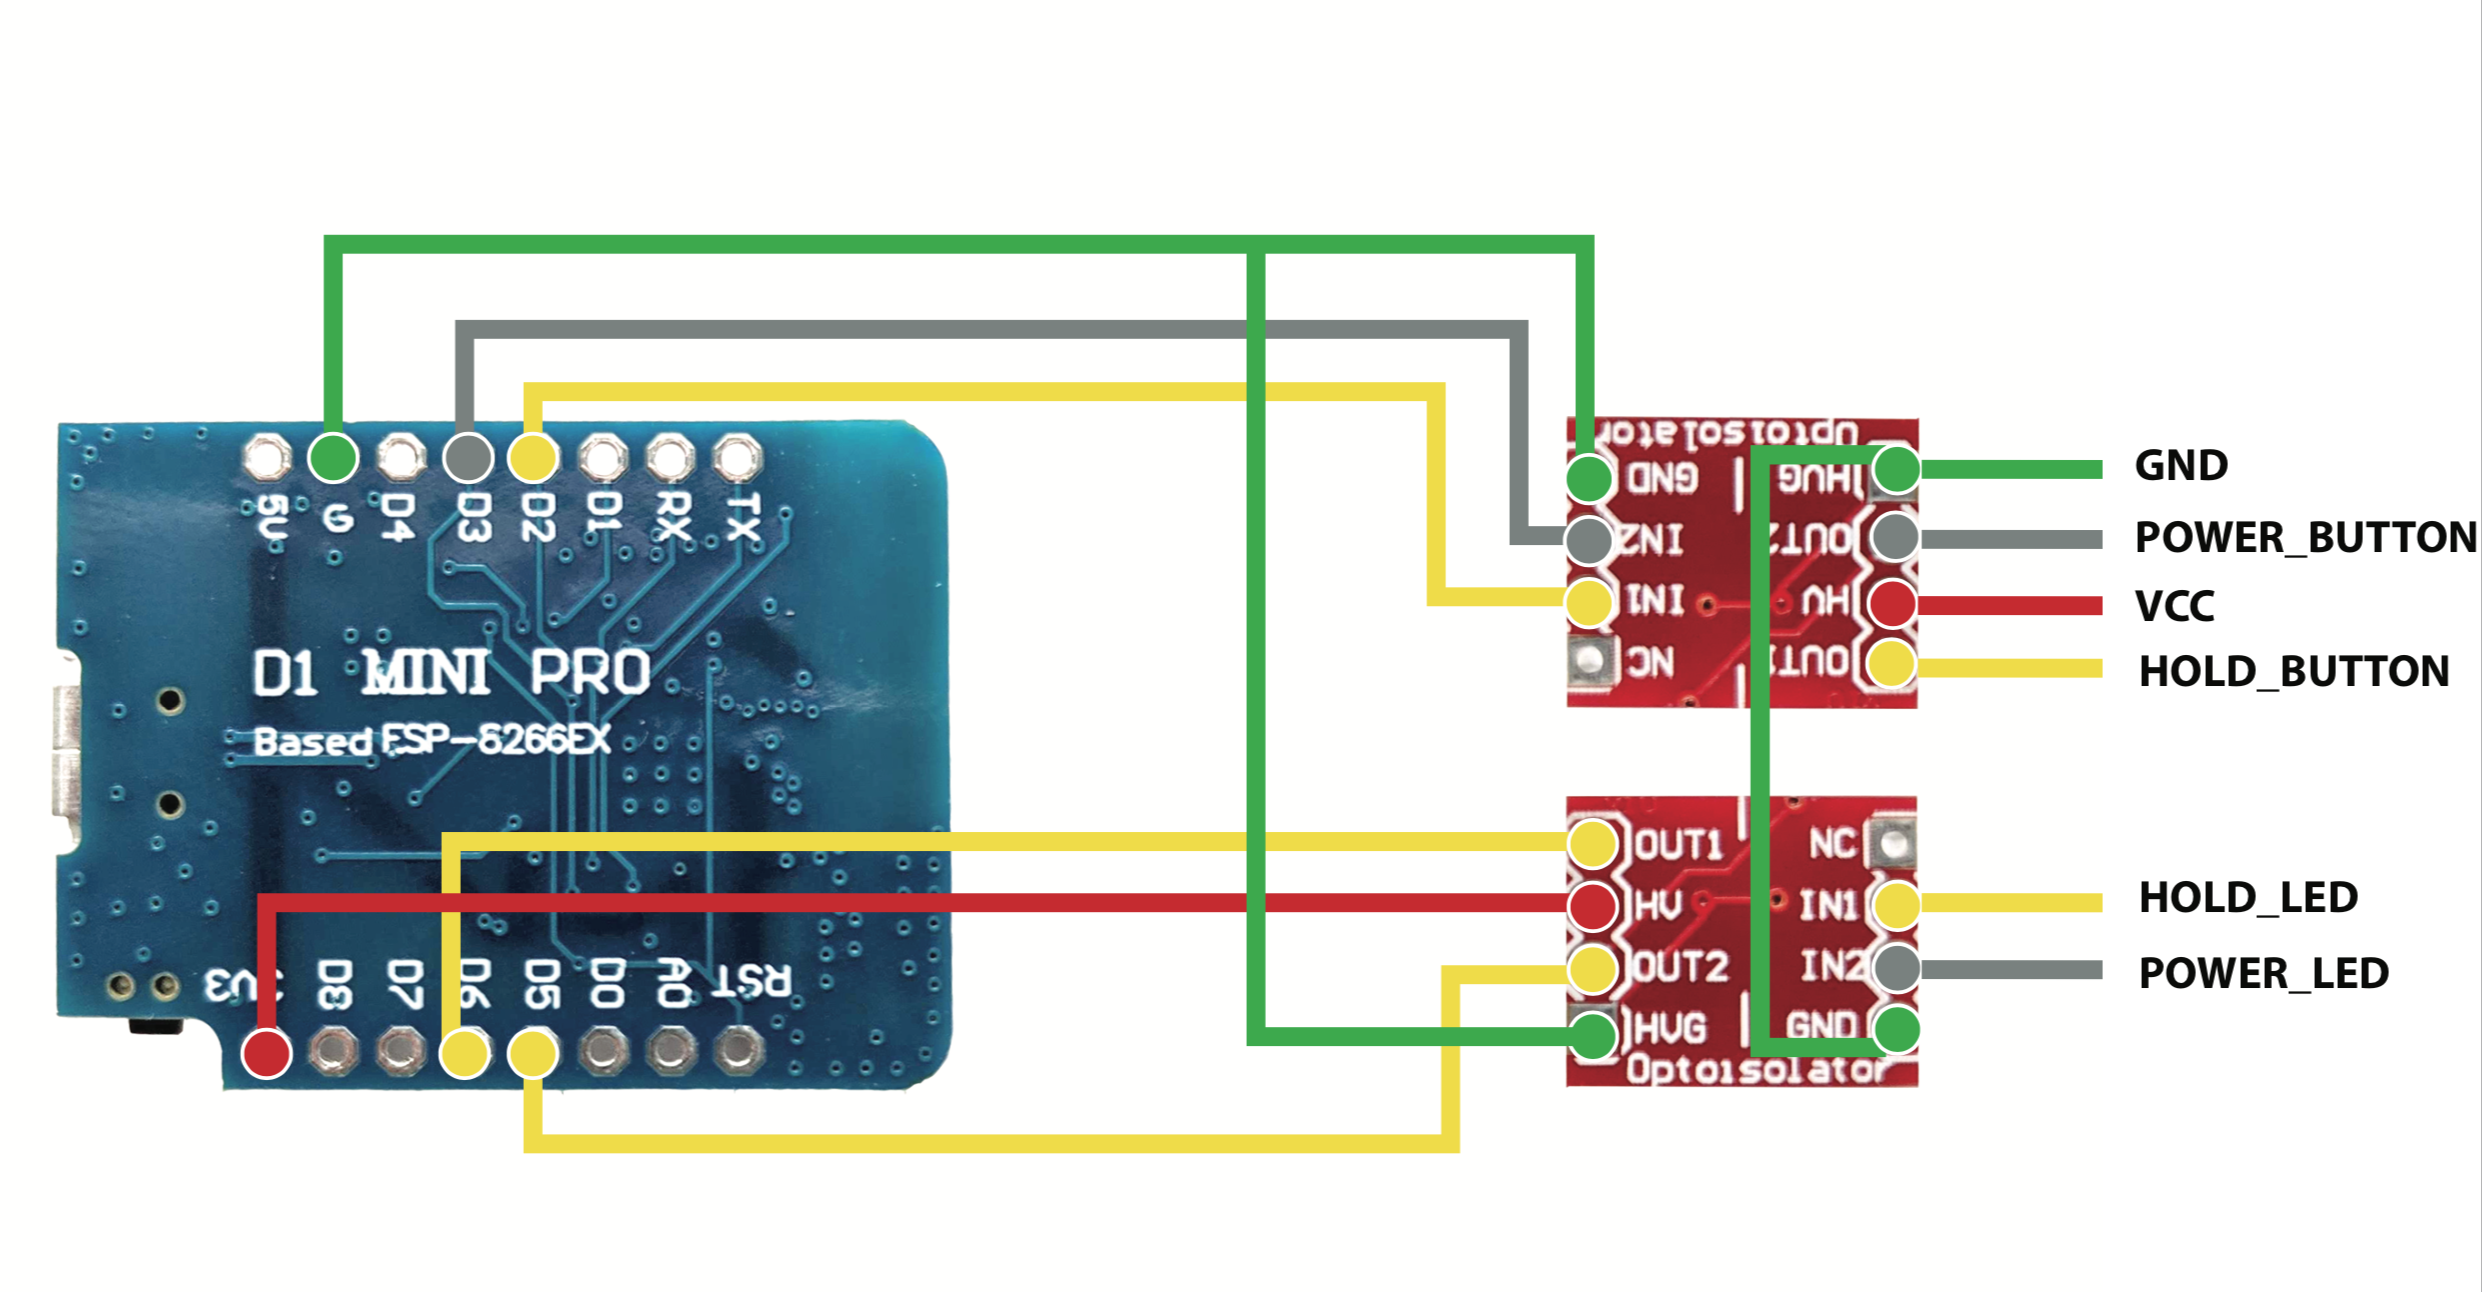 5V
G
D4
D3
D2
D1
RX
TX
D1 MINI PRO
Based ESP-8266EX
3V3
D8
D7
D6
D5
D0
A0
RST
Optoisolator
GND
HVG
IN2
OUT2
IN1
HV
NC
OUT1
GND
POWER_BUTTON
VCC
HOLD_BUTTON
OUT1
NC
HV
IN1
OUT2
IN2
HVG
GND
Optoisolator
HOLD_LED
POWER_LED